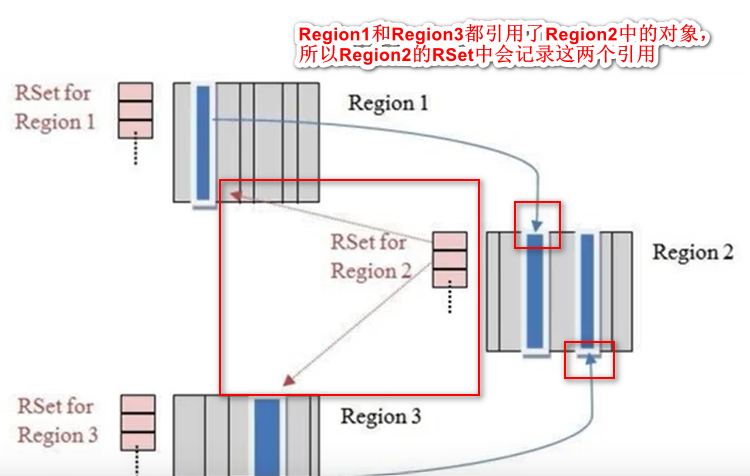 Region1和Region3都引用了Region2中的对象，
所以Region2的RSet中会记录这两个引用
RSet for
Region 1
Region 1
RSet for
Region 2
Region 2
RSet for
Region 3
Region 3